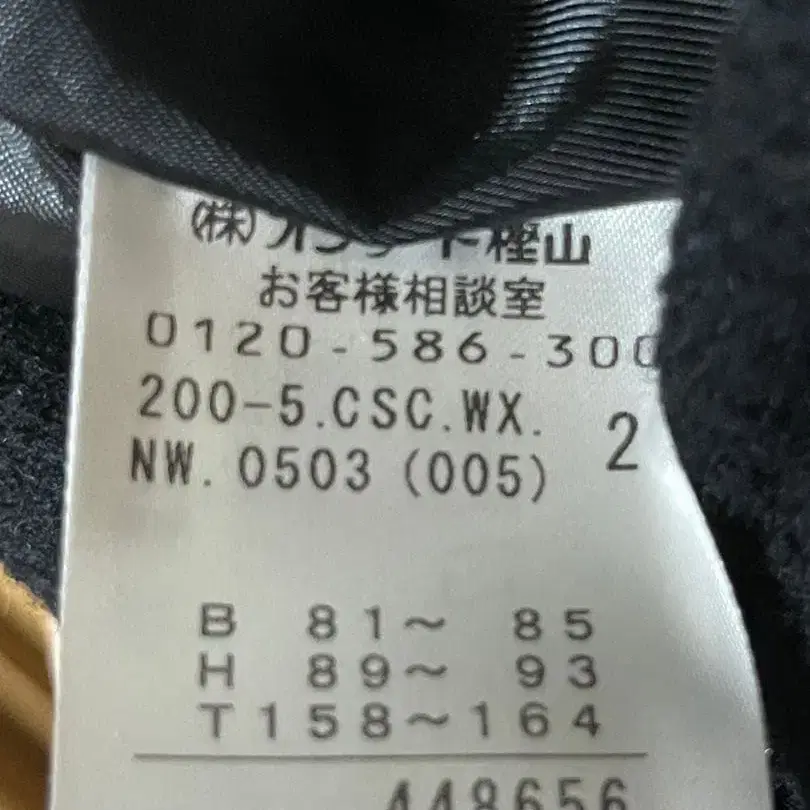 (株)オンワード樫山
お客様相談室
0120-586-300
200-5.CSC.WX.
NW.0503(005) 2
B 81~ 85
H 89~ 93
T158~164
448656